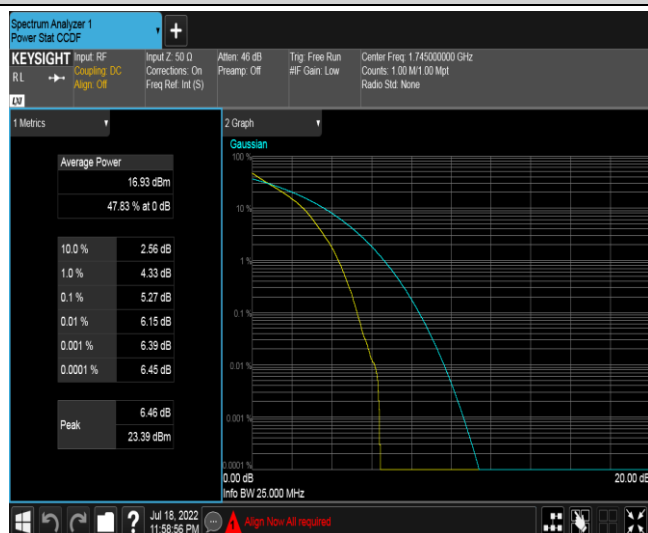 Spectrum Analyzer 1
Power Stat CCDF
KEYSIGHT
RL
LXI
Input: RF
Coupling: DC
Align: Off
Input Z: 50 Ω
Corrections: On
Freq Ref: Int (S)
Atten: 46 dB
Preamp: Off
Trig: Free Run
#IF Gain: Low
Center Freq: 1.745000000 GHz
Counts: 1.00 M/1.00 Mpt
Radio Std: None
1 Metrics
Average Power
16.93 dBm
47.83 % at 0 dB
10.0 % 2.56 dB
1.0 % 4.33 dB
0.1 % 5.27 dB
0.01 % 6.15 dB
0.001 % 6.39 dB
0.0001 % 6.45 dB
Peak
6.46 dB
23.39 dBm
2 Graph
Gaussian
100 %
10 %
1 %
0.1 %
0.01 %
0.001 %
0.0001 %
0.00 dB
20.00 dB
Info BW 25.000 MHz
?
Jul 18, 2022
11:58:56 PM
1
Align Now All required